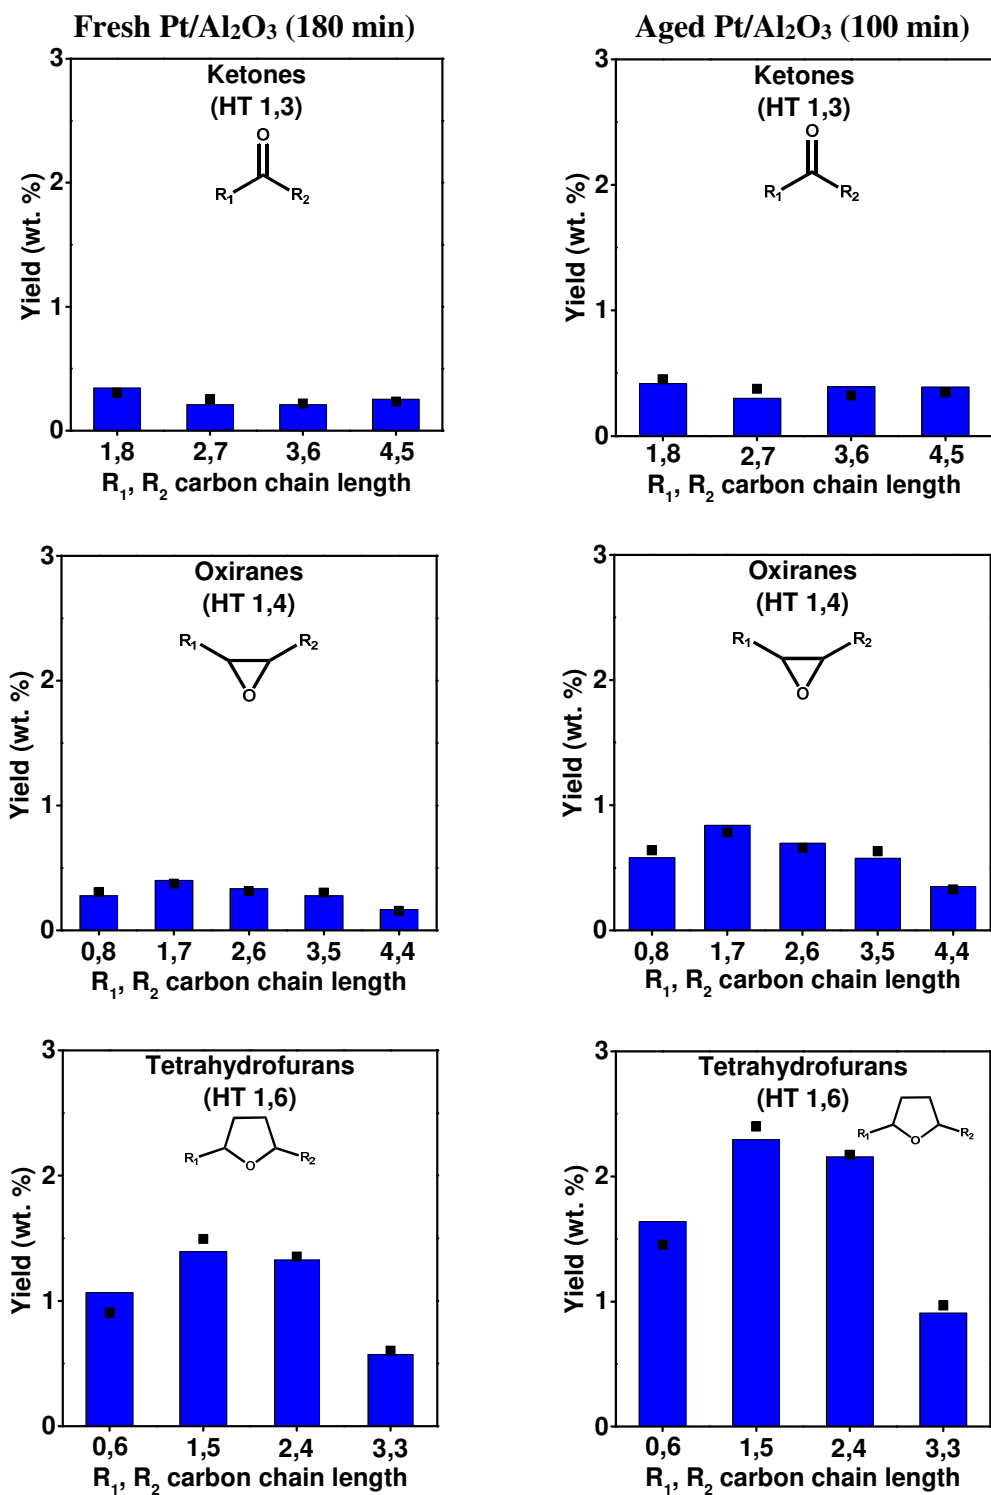 Fresh Pt/Al₂O₃ (180 min)
Ketones
(HT 1,3)
O
R₁ R₂
Yield (wt. %)
3
2
1
0
1,8 2,7 3,6 4,5
R₁, R₂ carbon chain length
Aged Pt/Al₂O₃ (100 min)
Ketones
(HT 1,3)
O
R₁ R₂
Yield (wt. %)
3
2
1
0
1,8 2,7 3,6 4,5
R₁, R₂ carbon chain length
Oxiranes
(HT 1,4)
R₁ R₂
O
Yield (wt. %)
3
2
1
0
0,8 1,7 2,6 3,5 4,4
R₁, R₂ carbon chain length
Oxiranes
(HT 1,4)
R₁ R₂
O
Yield (wt. %)
3
2
1
0
0,8 1,7 2,6 3,5 4,4
R₁, R₂ carbon chain length
Tetrahydrofurans
(HT 1,6)
R₁ O R₂
Yield (wt. %)
3
2
1
0
0,6 1,5 2,4 3,3
R₁, R₂ carbon chain length
Tetrahydrofurans
(HT 1,6)
R₁ O R₂
Yield (wt. %)
3
2
1
0
0,6 1,5 2,4 3,3
R₁, R₂ carbon chain length